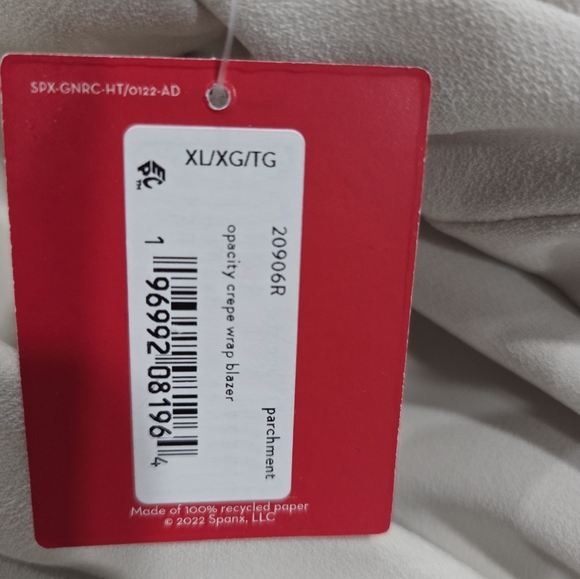 SPX-GNRC-HT/0122-AD
XL/XG/TG
EPC™
20906R
opacity crepe wrap blazer
parchment
1 96992 08196 4
Made of 100% recycled paper
© 2022 Spanx, LLC